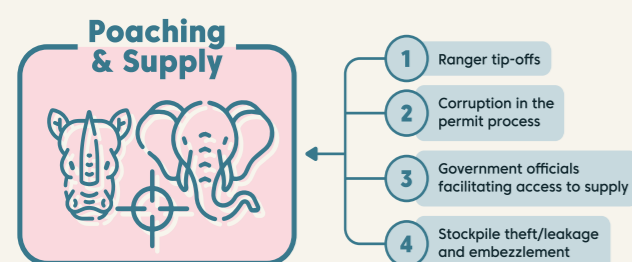 Poaching
& Supply
1
Ranger tip-offs
2
Corruption in the
permit process
3
Government officials
facilitating access to supply
4
Stockpile theft/leakage
and embezzlement